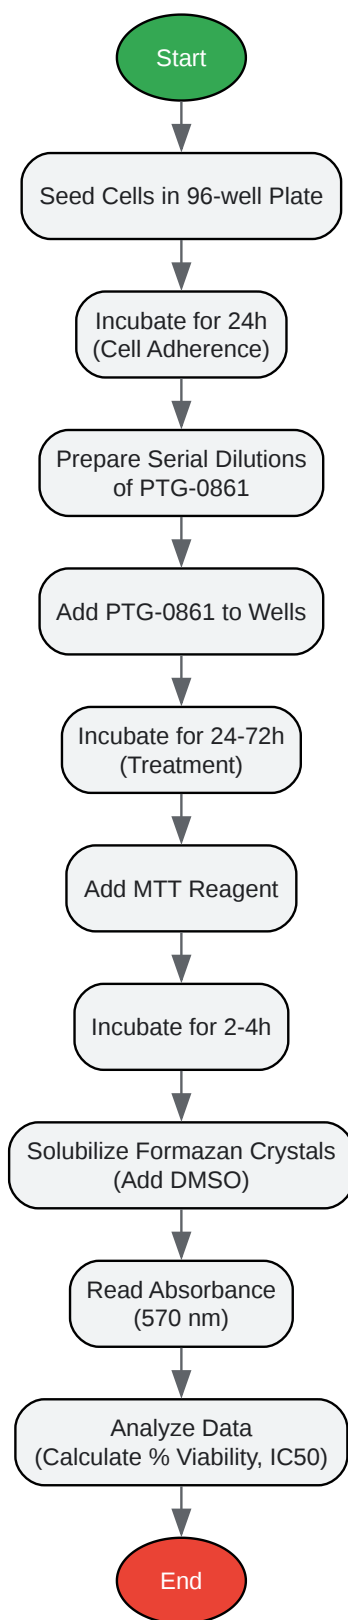 Start
Seed Cells in 96-well Plate
Incubate for 24h
(Cell Adherence)
Prepare Serial Dilutions
of PTG-0861
Add PTG-0861 to Wells
Incubate for 24-72h
(Treatment)
Add MTT Reagent
Incubate for 2-4h
Solubilize Formazan Crystals
(Add DMSO)
Read Absorbance
(570 nm)
Analyze Data
(Calculate % Viability, IC50)
End